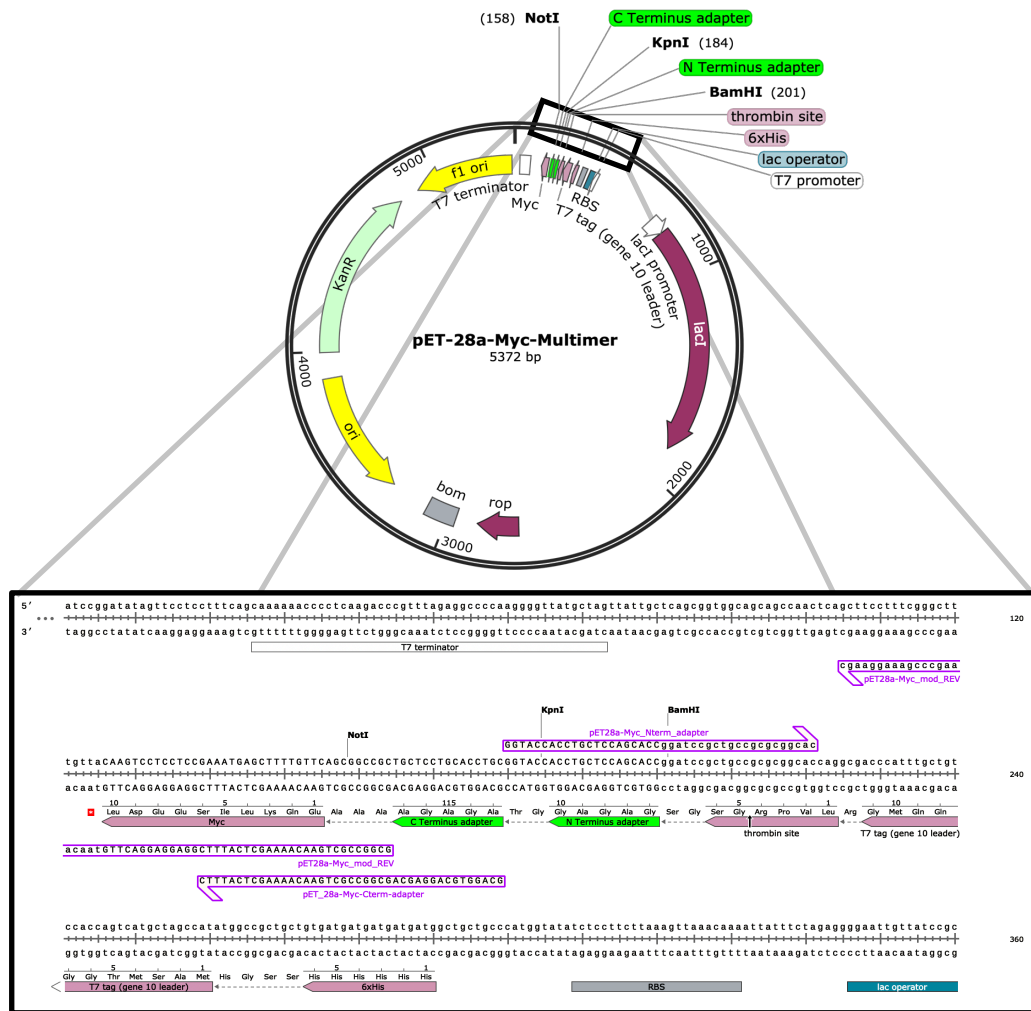 (158) NotI
C Terminus adapter
KpnI (184)
N Terminus adapter
BamHI (201)
thrombin site
6xHis
lac operator
T7 promoter
5000
f1 ori
T7 terminator
Myc
RBS
T7 tag (gene 10 leader)
lacI promoter
1000
KanR
lacI
pET-28a-Myc-Multimer
5372 bp
4000
ori
2000
bom
rop
3000
5’ atccggatatagttcctcctttcagcaaaaaacccctcaagacccgtttagaggccccaaggggttatgctagttattgctcagcggtggcagcagccaactcagcttcctttcgggctt
120
3’ taggcctatatcaaggaggaaagtcgttttttggggagttctgggcaaatctccggggttccccaatacgatcaataacgagtcgccaccgtcgtcggttgagtcgaaggaaagcccgaa
T7 terminator
cgaaggaaagcccgaa
pET28a-Myc_mod_REV
NotI KpnI BamHI
pET28a-Myc_Nterm_adapter
GGTACCACCTGCTCCAGCACCggatccgctgccgcgcggcac
tgttaCAAGTCCTCCTCCGAAATGAGCTTTTGTTCAGCGGCCGCTGCTCCTGCACCTGCGGTACCACCTGCTCCAGCACCggatccgctgccgcgcggcaccaggcgacccatttgctgt
240
acaatGTTCAGGAGGAGGCTTTACTCGAAAACAAGTCGCCGGCGACGAGGACGTGGACGCCATGGTGGACGAGGTCGTGGcctaggcgacggcgcgccgtggtccgctgggtaaacgaca
10 5 1 115 10 5 1 10
Leu Asp Glu Glu Ser Ile Leu Lys Gln Glu Ala Ala Ala Ala Gly Ala Gly Ala Thr Gly Gly Ala Gly Ala Gly Ser Gly Ser Gly Arg Pro Val Leu Arg Gly Met Gln Gln
Myc C Terminus adapter N Terminus adapter thrombin site T7 tag (gene 10 leader)
acaatGTTCAGGAGGAGGCTTTACTCGAAAACAAGTCGCCGGCG
pET28a-Myc_mod_REV
CTTTACTCGAAAACAAGTCGCCGGCGACGAGGACGTGGACG
pET_28a-Myc-Cterm-adapter
ccaccagtcatgctagccatatggccgctgctgtgatgatgatgatgatggctgctgcccatggtatatctccttcttaaagttaaacaaaattatttctagaggggaattgttatccgc
360
ggtggtcagtacgatcggtataccggcgacgacactactactactactaccgacgacgggtaccatatagaggaagaatttcaatttgttttaataaagatctccccttaacaataggcg
5 1 5 1
Gly Gly Thr Met Ser Ala Met His Gly Ser Ser His His His His His His
T7 tag (gene 10 leader) 6xHis RBS lac operator